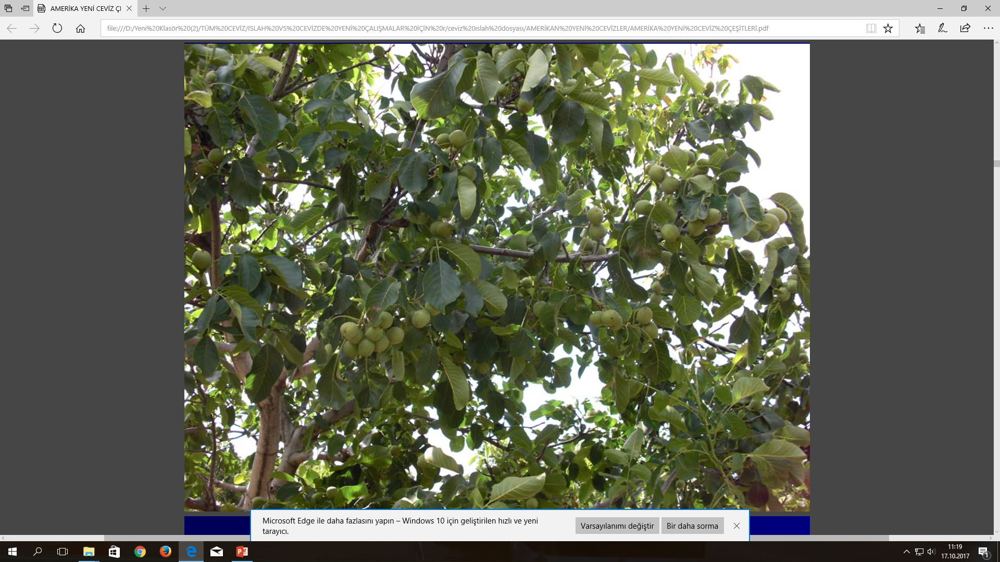 AMERİKA YENİ CEVİZ Ç
file:///D:/Yeni%20Klasör%20(2)/TÜM%20CEVİZ/ISLAH%20VS%20CEVİZDE%20YENİ%20ÇALIŞMALAR%20İÇİN%20r/ceviz%20ıslah%20dosyası/AMERİKAN%20YENİ%20CEVİZLER/AMERİKA%20YENİ%20CEVİZ%20ÇEŞİTLERİ.pdf
Microsoft Edge ile daha fazlasını yapın – Windows 10 için geliştirilen hızlı ve yeni
tarayıcı.
Varsayılanımı değiştir
Bir daha sorma
11:19
17.10.2017
1